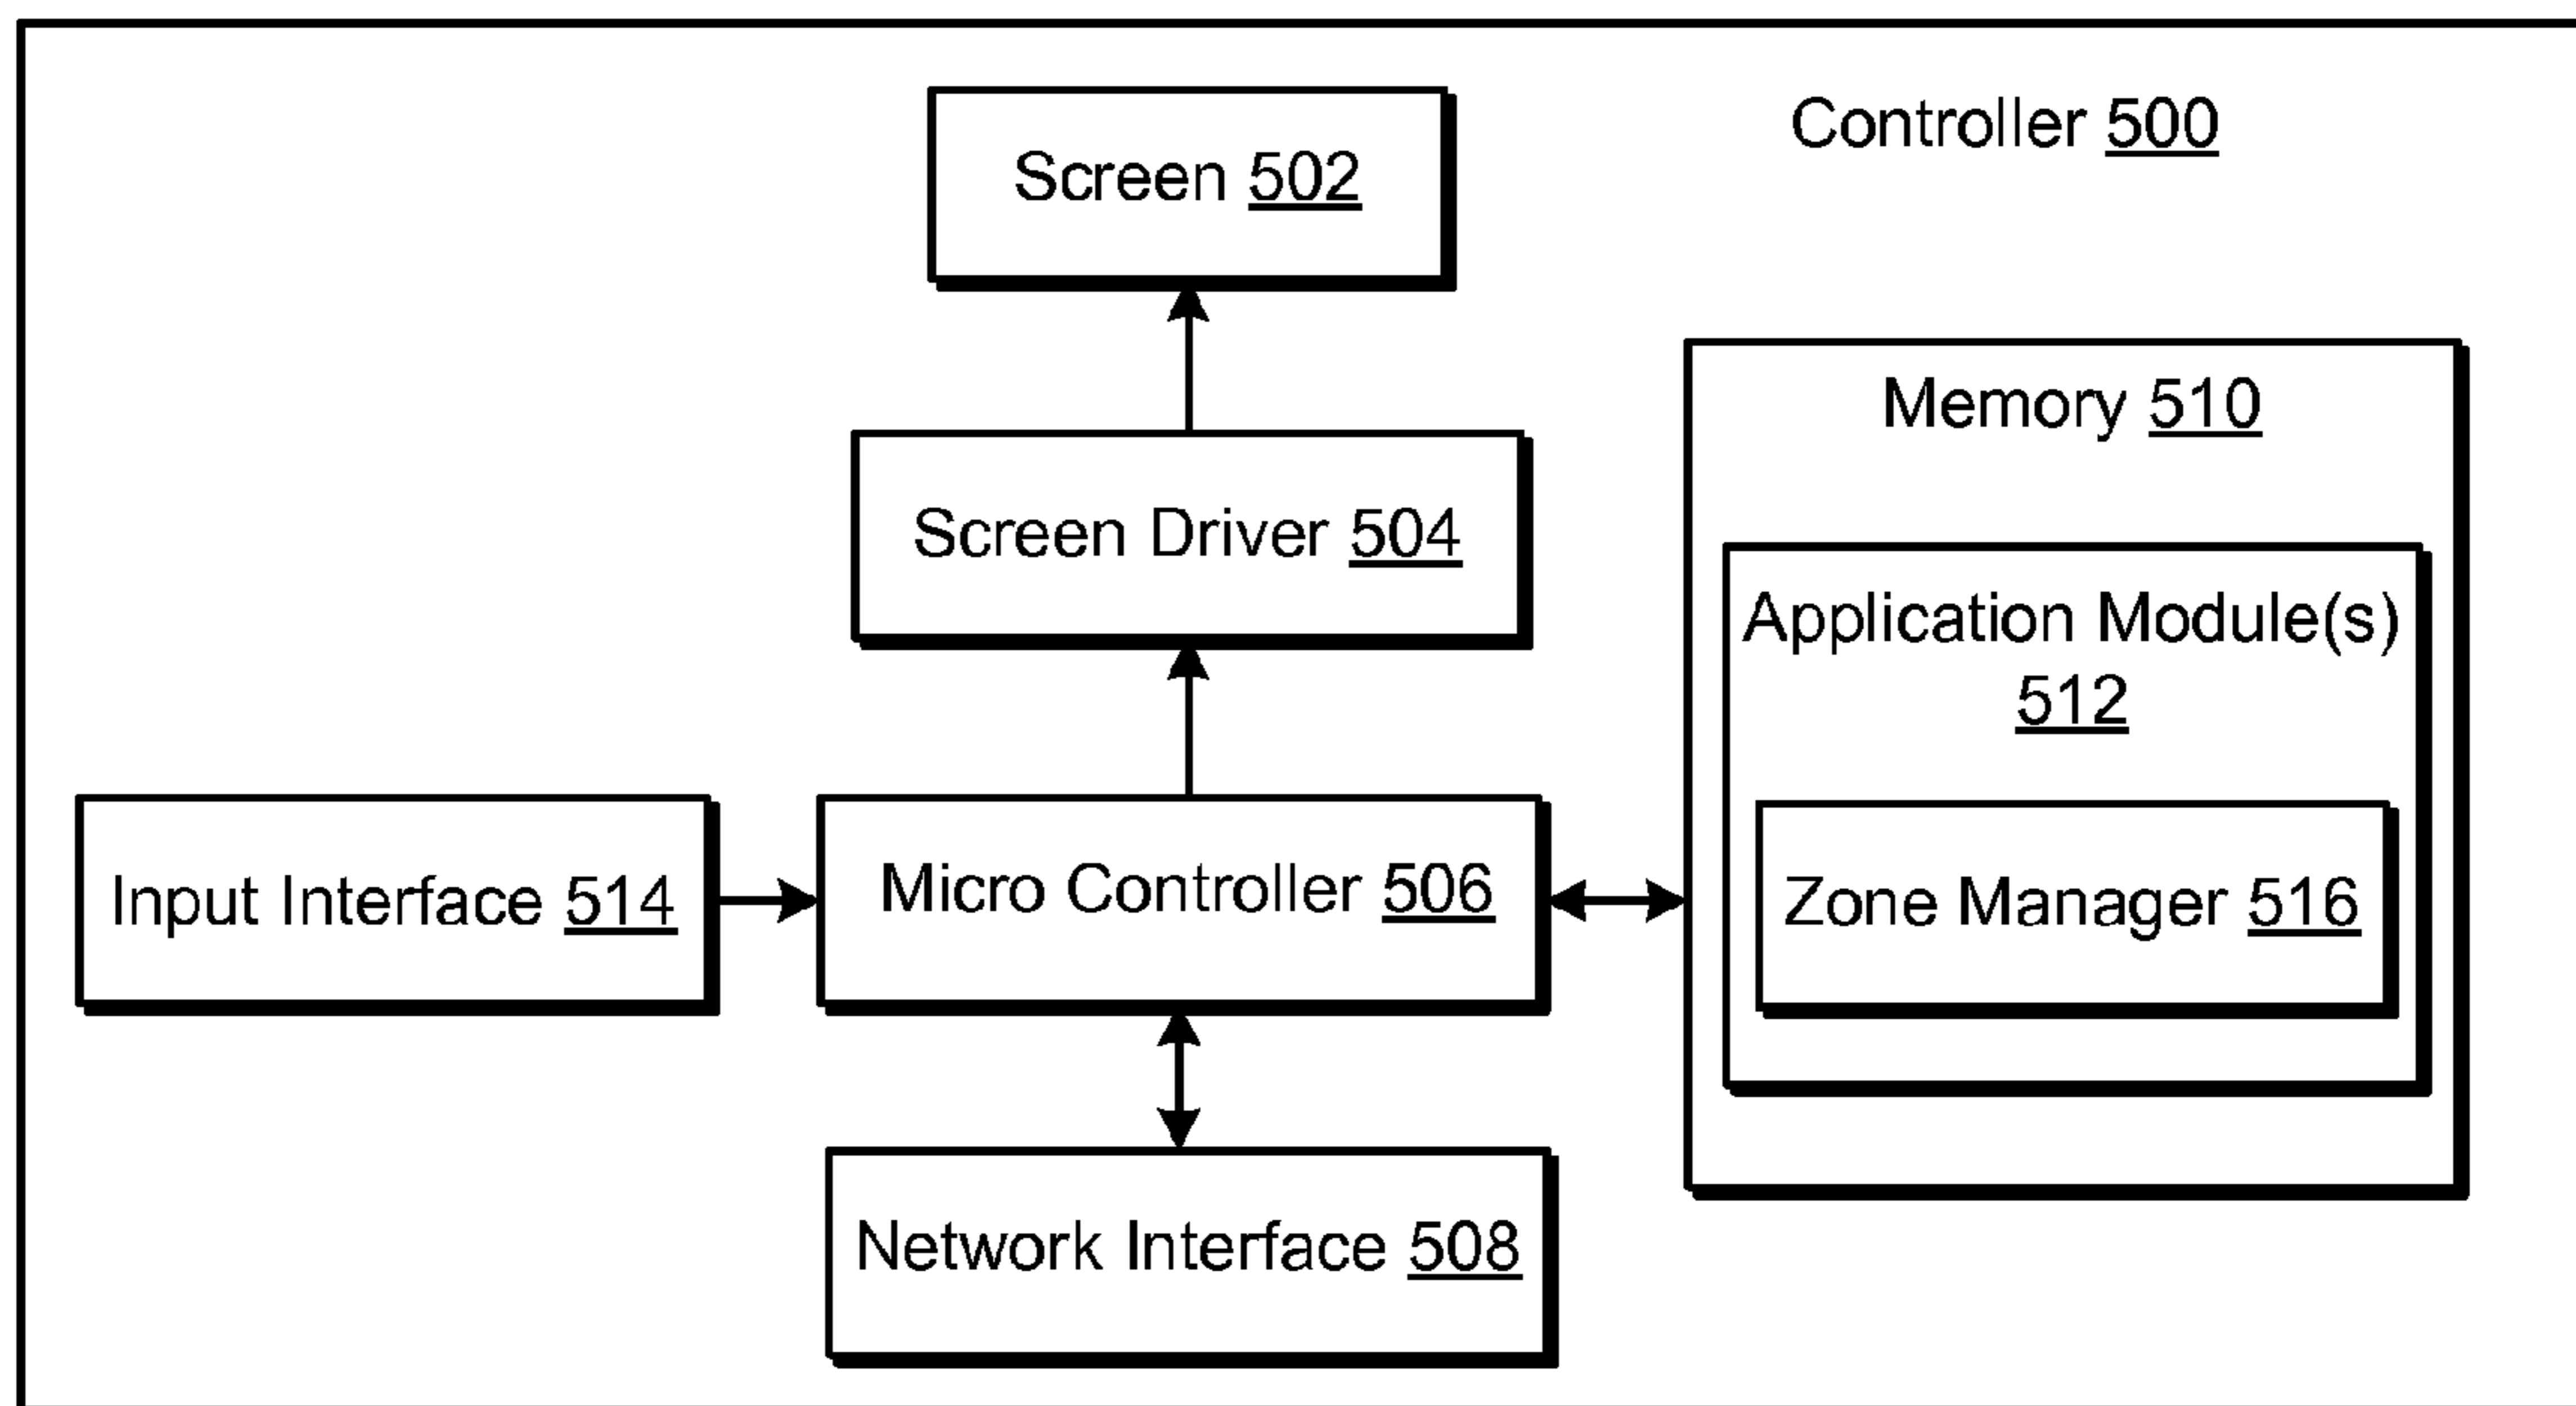 Controller 500
Screen 502
Memory 510
Screen Driver 504
Application Module(s)
512
Input Interface 514
Micro Controller 506
Zone Manager 516
Network Interface 508